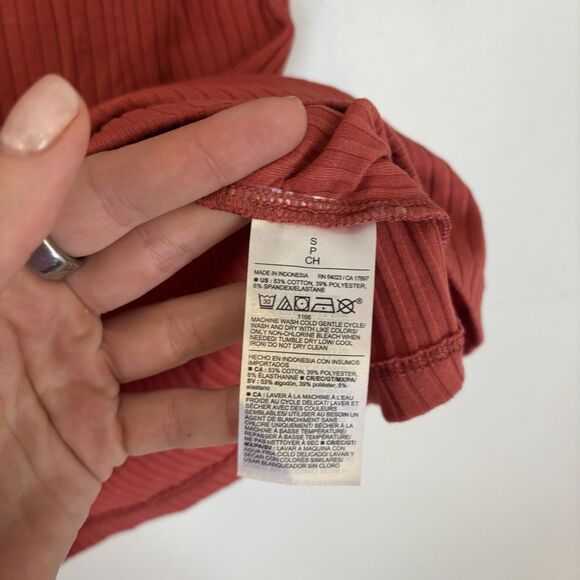 S
P
CH
MADE IN INDONESIA RN 54023 / CA 17897
■ US : 53% COTTON, 39% POLYESTER,
8% SPANDEX/ELASTANE
30
1166
MACHINE WASH COLD GENTLE CYCLE/
WASH AND DRY WITH LIKE COLORS/
ONLY NON-CHLORINE BLEACH WHEN
NEEDED/ TUMBLE DRY LOW/ COOL
IRON/ DO NOT DRY CLEAN
HECHO EN INDONESIA CON INSUMOS
IMPORTADOS
■ CA : 53% COTON, 39% POLYESTER,
8% ÉLASTHANNE ■ CR/EC/GT/MX/PA/
SV : 53% algodón, 39% poliéster, 8%
elastano
■ CA : LAVER À LA MACHINE À L'EAU
FROIDE AU CYCLE DÉLICAT/ LAVER ET
SÉCHER AVEC DES COULEURS
SEMBLABLES/ UTILISER AU BESOIN UN
AGENT DE BLANCHIMENT SANS
CHLORE UNIQUEMENT/ SÉCHER À LA
MACHINE À BASSE TEMPÉRATURE/
REPASSER À BASSE TEMPÉRATURE/
NE PAS NETTOYER À SEC ■ CR/EC/GT/
MX/PA/SV : LAVAR A MAQUINA CON
AGUA FRIA CICLO DELICADO/ LAVAR Y
SECAR CON COLORES SIMILARES/
USAR BLANQUEADOR SIN CLORO